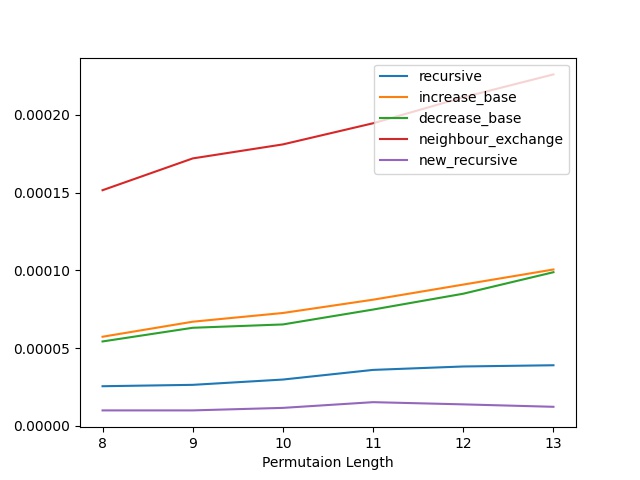 0.00020
0.00015
0.00010
0.00005
0.00000
recursive
increase_base
decrease_base
neighbour_exchange
new_recursive
8 9 10 11 12 13
Permutaion Length